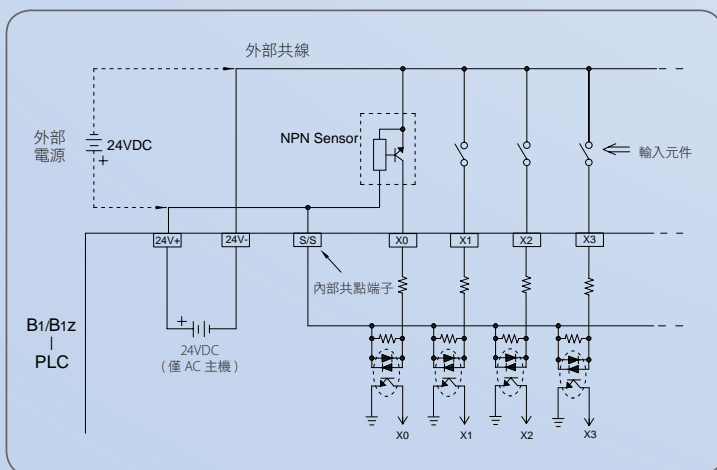 外部共線
外部
電源
24VDC
+
NPN Sensor
輸入元件
24V+
24V-
S/S
X0
X1
X2
X3
內部共點端子
B1/B1z
|
PLC
+
24VDC
(僅 AC 主機)
X0
X1
X2
X3